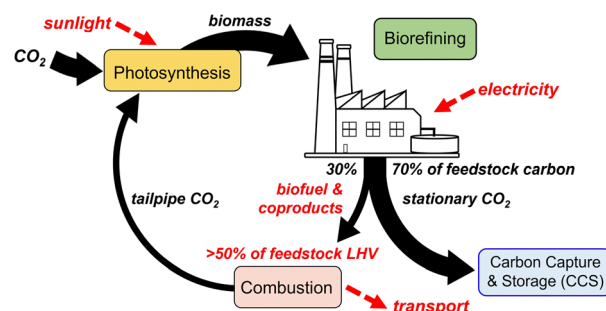 sunlight
biomass
CO₂
Photosynthesis
Biorefining
electricity
30%
70% of feedstock carbon
biofuel &
coproducts
stationary CO₂
tailpipe CO₂
>50% of feedstock LHV
Combustion
transport
Carbon Capture
& Storage (CCS)